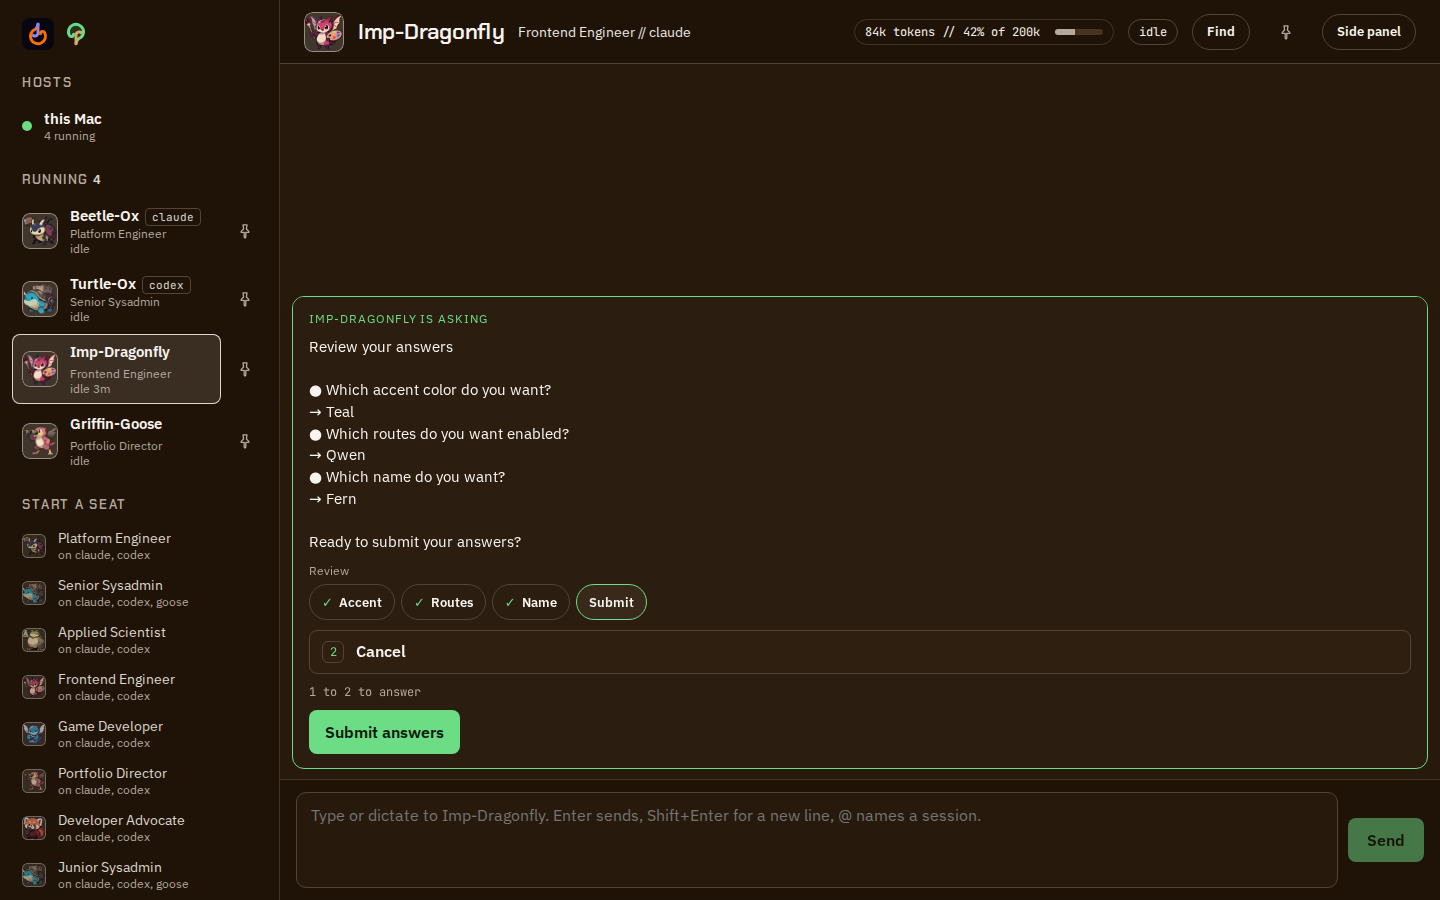 HOSTS
this Mac
4 running
RUNNING 4
Beetle-Ox claude
Platform Engineer
idle
Turtle-Ox codex
Senior Sysadmin
idle
Imp-Dragonfly
Frontend Engineer
idle 3m
Griffin-Goose
Portfolio Director
idle
START A SEAT
Platform Engineer
on claude, codex
Senior Sysadmin
on claude, codex, goose
Applied Scientist
on claude, codex
Frontend Engineer
on claude, codex
Game Developer
on claude, codex
Portfolio Director
on claude, codex
Developer Advocate
on claude, codex
Junior Sysadmin
on claude, codex, goose
Imp-Dragonfly Frontend Engineer // claude
84k tokens // 42% of 200k
idle
Find
Side panel
IMP-DRAGONFLY IS ASKING
Review your answers
● Which accent color do you want?
→ Teal
● Which routes do you want enabled?
→ Qwen
● Which name do you want?
→ Fern
Ready to submit your answers?
Review
✓ Accent ✓ Routes ✓ Name Submit
2 Cancel
1 to 2 to answer
Submit answers
Type or dictate to Imp-Dragonfly. Enter sends, Shift+Enter for a new line, @ names a session.
Send